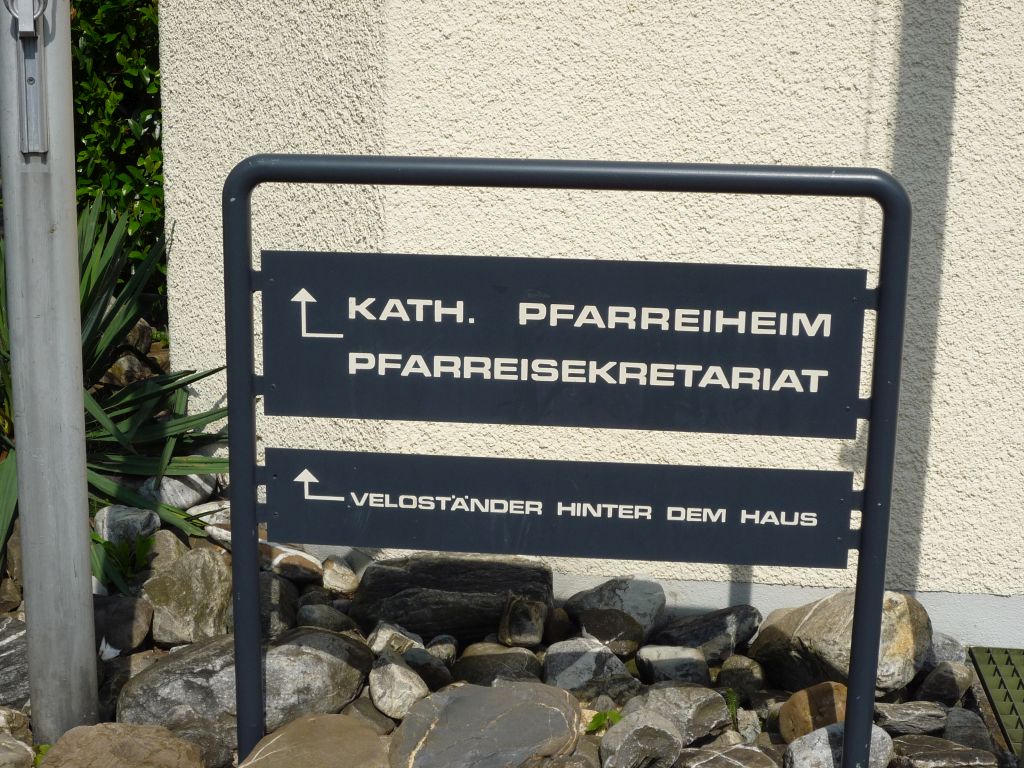 KATH. PFARREIHEIM
PFARREISEKRETARIAT
VELOSTÄNDER HINTER DEM HAUS